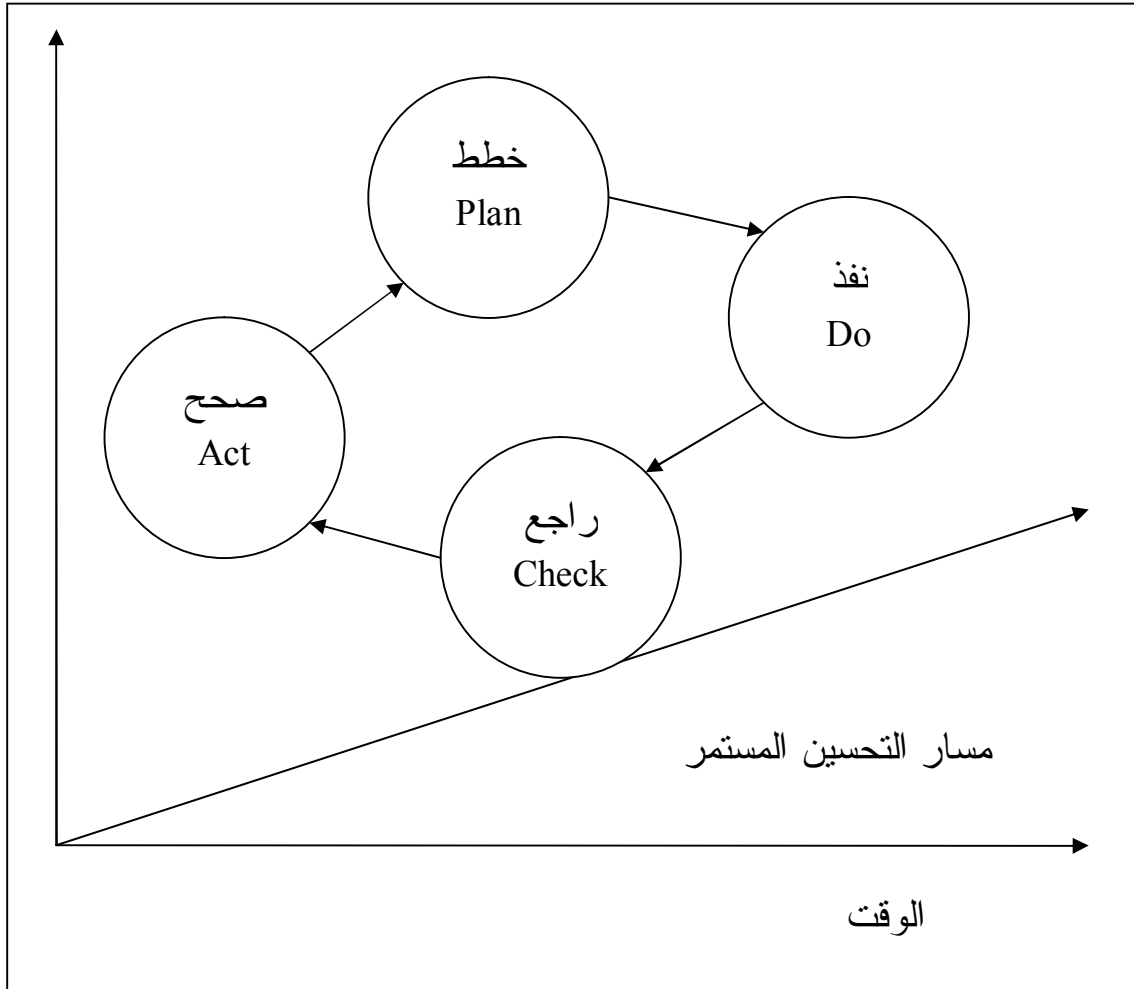 خطط
Plan
نفذ
Do
صحح
Act
راجع
Check
مسار التحسين المستمر
الوقت